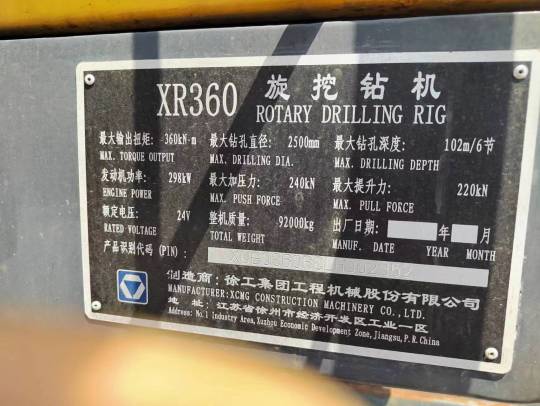 XR360 旋挖钻机
ROTARY DRILLING RIG
最大输出扭矩: 360kN·m 最大钻孔直径: 2500mm 最大钻孔深度: 102m/6节
MAX. TORQUE OUTPUT MAX. DRILLING DIA. MAX. DRILLING DEPTH
发动机功率: 298kW 最大加压力: 240kN 最大提升力: 220kN
ENGINE POWER MAX. PUSH FORCE MAX. PULL FORCE
额定电压: 24V 整机质量: 92000kg 出厂日期: 年 月
RATED VOLTAGE TOTAL WEIGHT MANUF. DATE YEAR MONTH
产品识别代码 (PIN):
制造商: 徐工集团工程机械股份有限公司
MANUFACTURER:XCMG CONSTRUCTION MACHINERY CO., LTD.
地 址: 江苏省徐州市经济开发区工业一区
Address: No.1 Industry Area, Xuzhou Economic Development Zone, Jiangsu, P.R.China